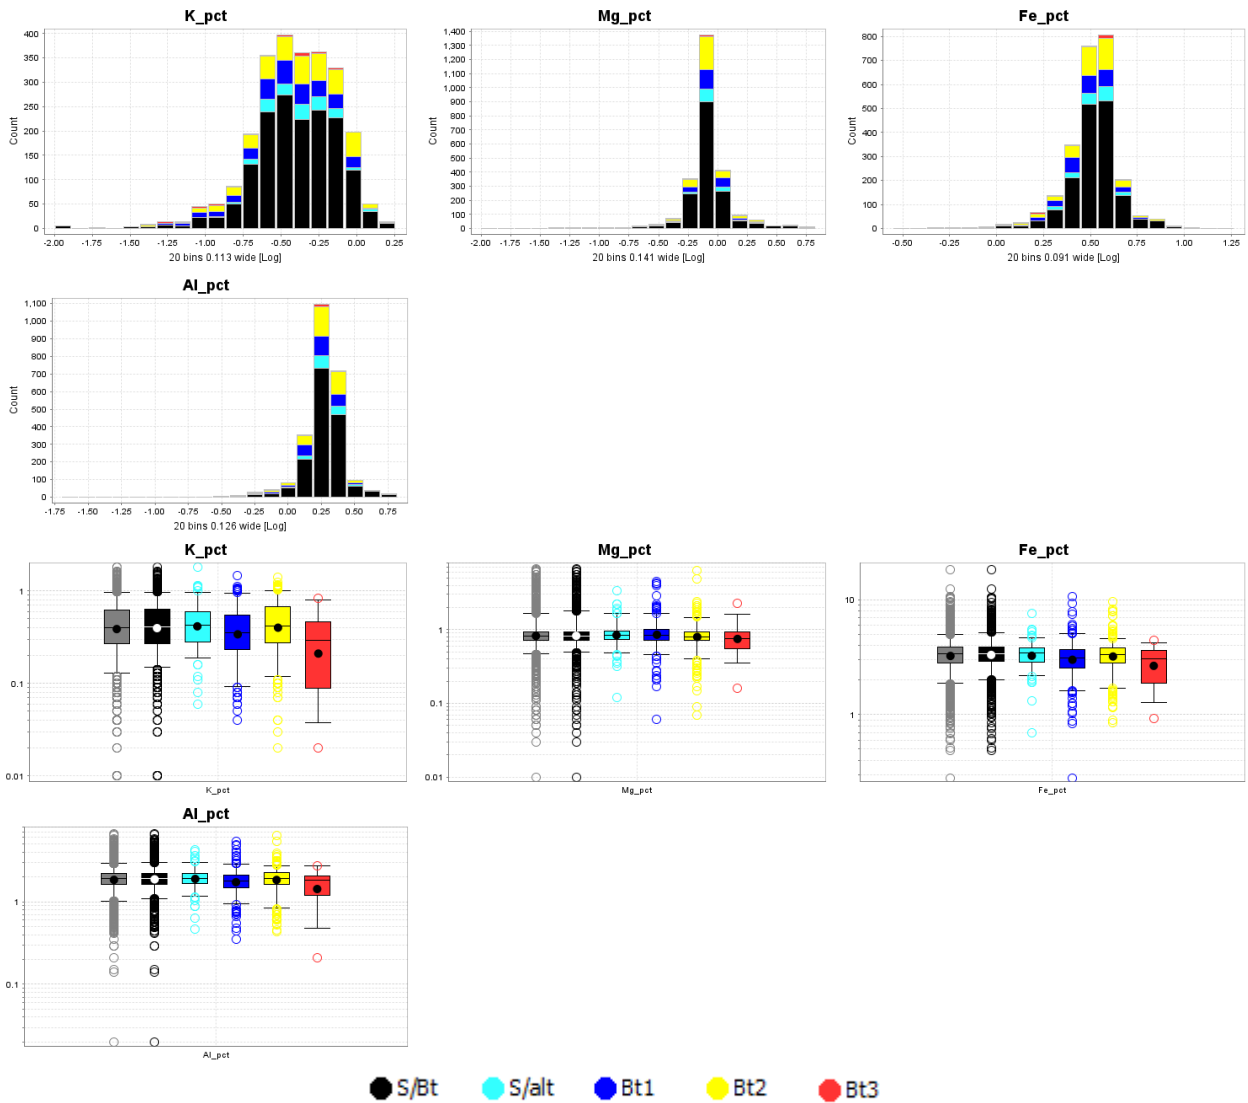 K_pct
Mg_pct
Fe_pct
400
350
300
250
200
150
100
50
0
Count
-2.00 -1.75 -1.50 -1.25 -1.00 -0.75 -0.50 -0.25 0.00 0.25
20 bins 0.113 wide [Log]
1,400
1,300
1,200
1,100
1,000
900
800
700
600
500
400
300
200
100
0
Count
-2.00 -1.75 -1.50 -1.25 -1.00 -0.75 -0.50 -0.25 0.00 0.25 0.50 0.75
20 bins 0.141 wide [Log]
800
700
600
500
400
300
200
100
0
Count
-0.50 -0.25 0.00 0.25 0.50 0.75 1.00 1.25
20 bins 0.091 wide [Log]
Al_pct
1,100
1,000
900
800
700
600
500
400
300
200
100
0
Count
-1.75 -1.50 -1.25 -1.00 -0.75 -0.50 -0.25 0.00 0.25 0.50 0.75
20 bins 0.126 wide [Log]
K_pct
1
0.1
0.01
K_pct
Mg_pct
1
0.1
0.01
Mg_pct
Fe_pct
10
1
Fe_pct
Al_pct
1
0.1
Al_pct
S/Bt S/alt Bt1 Bt2 Bt3